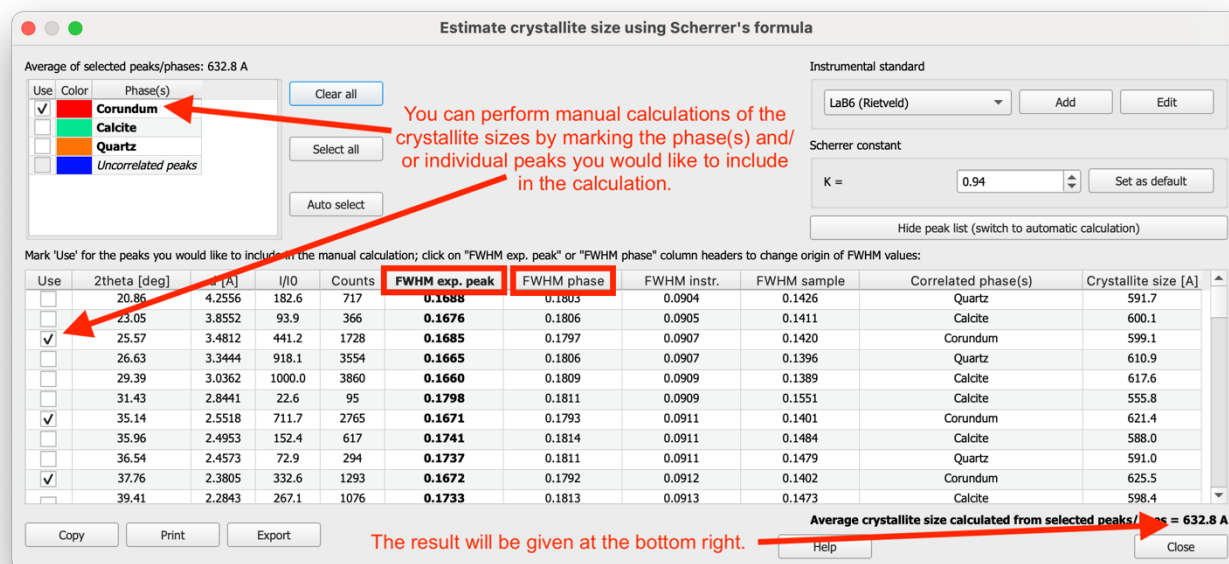 Estimate crystallite size using Scherrer's formula
Average of selected peaks/phases: 632.8 A
Use Color Phase(s)
Corundum
Calcite
Quartz
Uncorrelated peaks
Clear all
Select all
Auto select
You can perform manual calculations of the
crystallite sizes by marking the phase(s) and/
or individual peaks you would like to include
in the calculation.
Instrumental standard
LaB6 (Rietveld) Add Edit
Scherrer constant
K = 0.94 Set as default
Hide peak list (switch to automatic calculation)
Mark 'Use' for the peaks you would like to include in the manual calculation; click on "FWHM exp. peak" or "FWHM phase" column headers to change origin of FWHM values:
Use 2theta [deg] [A] I/I0 Counts FWHM exp. peak FWHM phase FWHM instr. FWHM sample Correlated phase(s) Crystallite size [A]
20.86 4.2556 182.6 717 0.1688 0.1803 0.0904 0.1426 Quartz 591.7
23.05 3.8552 93.9 366 0.1676 0.1806 0.0905 0.1411 Calcite 600.1
25.57 3.4812 441.2 1728 0.1685 0.1797 0.0907 0.1420 Corundum 599.1
26.63 3.3444 918.1 3554 0.1665 0.1806 0.0907 0.1396 Quartz 610.9
29.39 3.0362 1000.0 3860 0.1660 0.1809 0.0909 0.1389 Calcite 617.6
31.43 2.8441 22.6 95 0.1798 0.1811 0.0909 0.1551 Calcite 555.8
35.14 2.5518 711.7 2765 0.1671 0.1793 0.0911 0.1401 Corundum 621.4
35.96 2.4953 152.4 617 0.1741 0.1814 0.0911 0.1484 Calcite 588.0
36.54 2.4573 72.9 294 0.1737 0.1811 0.0911 0.1479 Quartz 591.0
37.76 2.3805 332.6 1293 0.1672 0.1792 0.0912 0.1402 Corundum 625.5
39.41 2.2843 267.1 1076 0.1733 0.1813 0.0913 0.1473 Calcite 598.4
Average crystallite size calculated from selected peaks/ = 632.8 A
Copy Print Export
The result will be given at the bottom right.
Help Close